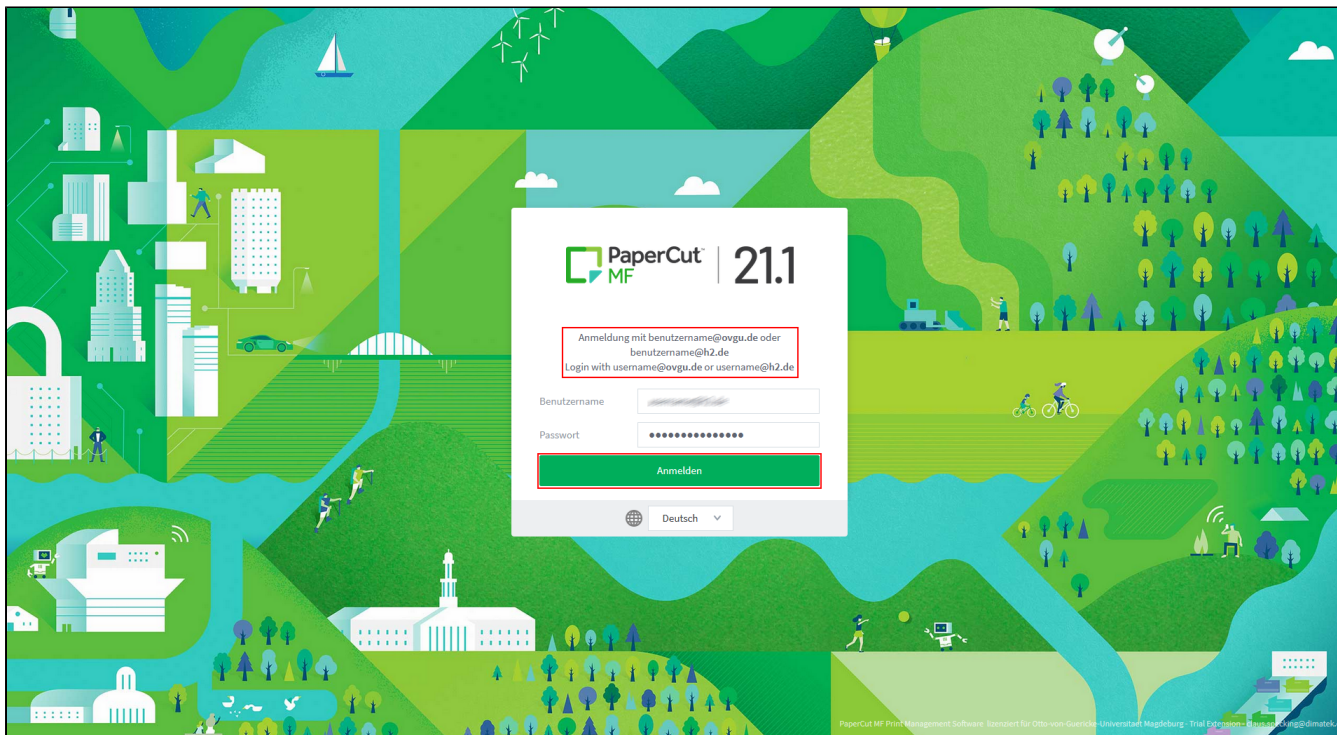 PaperCut™ MF | 21.1
Anmeldung mit benutzername@ovgu.de oder
benutzername@h2.de
Login with username@ovgu.de or username@h2.de
Benutzername
Passwort
Anmelden
Deutsch
PaperCut MF Print Management Software lizenziert für Otto-von-Guericke-Universitaet Magdeburg - Trial Extension -